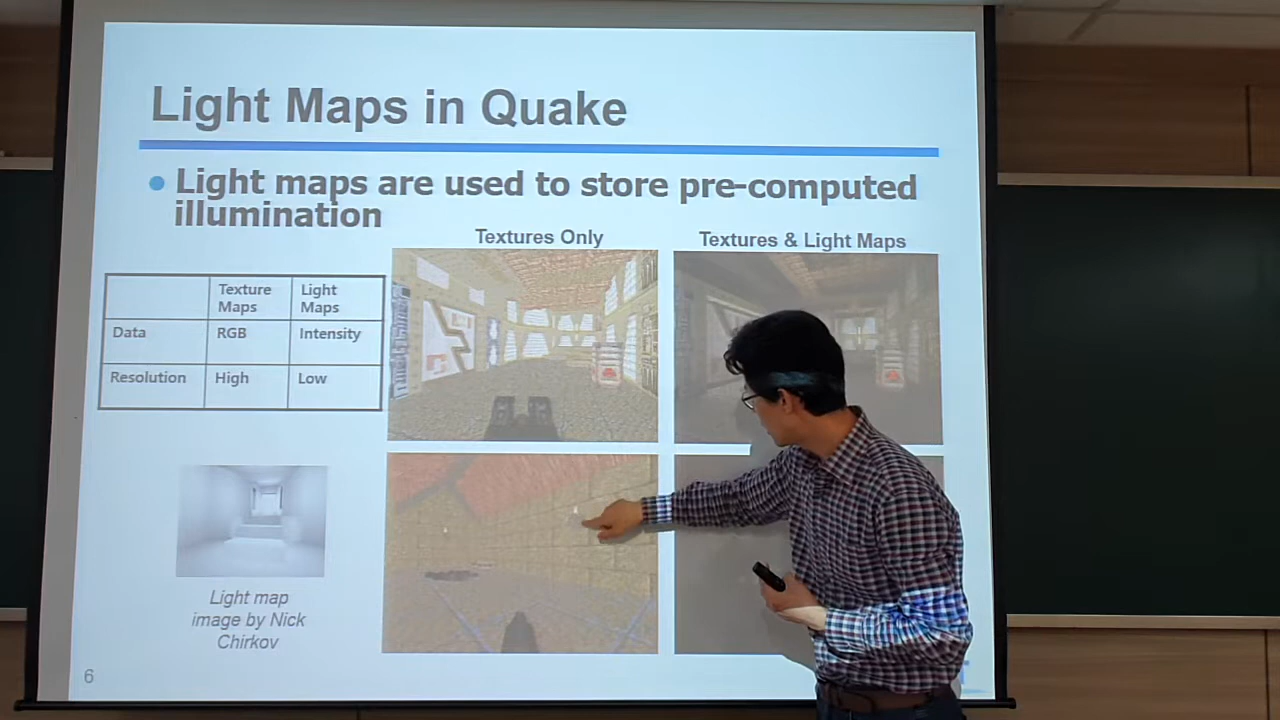 Light Maps in Quake
Light maps are used to store pre-computed
illumination
Textures Only
Textures & Light Maps
Texture Maps
Light Maps
Data
RGB
Intensity
Resolution
High
Low
Light map
image by Nick
Chirkov
6